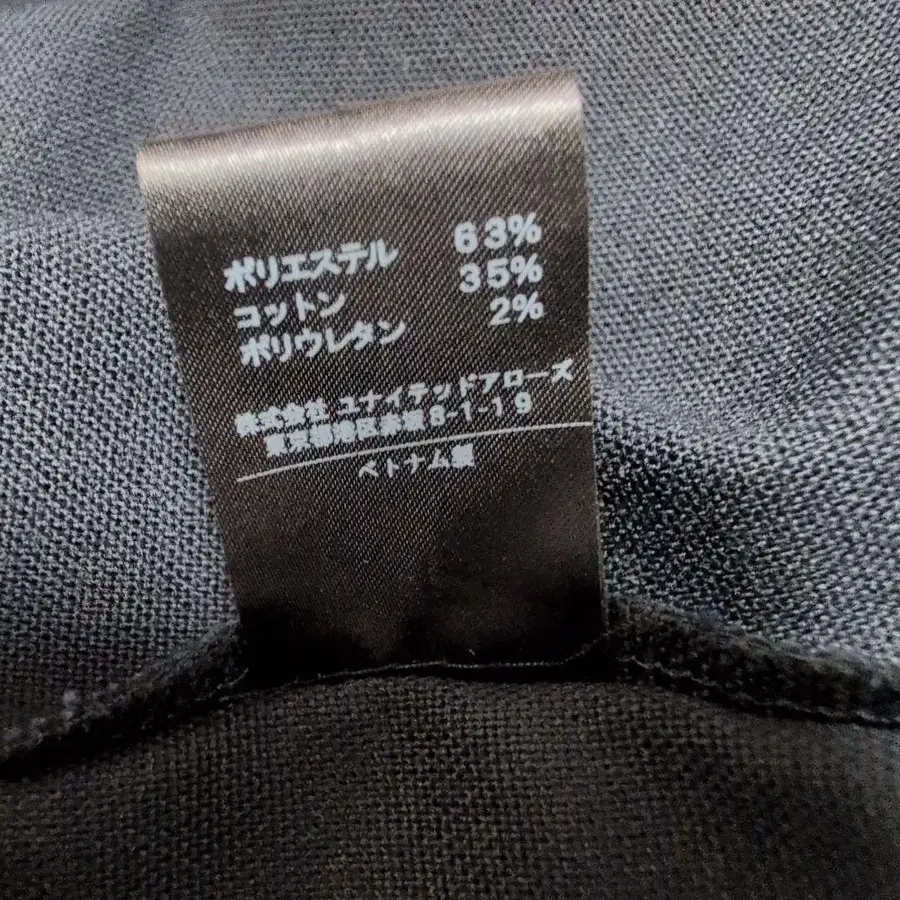 ポリエステル 63%
コットン 35%
ポリウレタン 2%
株式会社 ユナイテッドアローズ
東京都港区赤坂8-1-19
ベトナム製